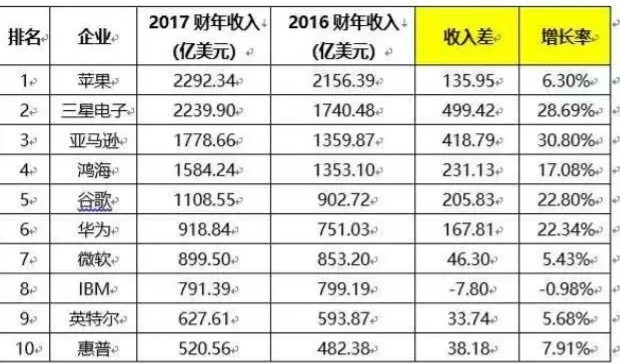 排名 企业 2017 财年收入 (亿美元) 2016 财年收入 (亿美元) 收入差 增长率
1 苹果 2292.34 2156.39 135.95 6.30%
2 三星电子 2239.90 1740.48 499.42 28.69%
3 亚马逊 1778.66 1359.87 418.79 30.80%
4 鸿海 1584.24 1353.10 231.13 17.08%
5 谷歌 1108.55 902.72 205.83 22.80%
6 华为 918.84 751.03 167.81 22.34%
7 微软 899.50 853.20 46.30 5.43%
8 IBM 791.39 799.19 -7.80 -0.98%
9 英特尔 627.61 593.87 33.74 5.68%
10 惠普 520.56 482.38 38.18 7.91%